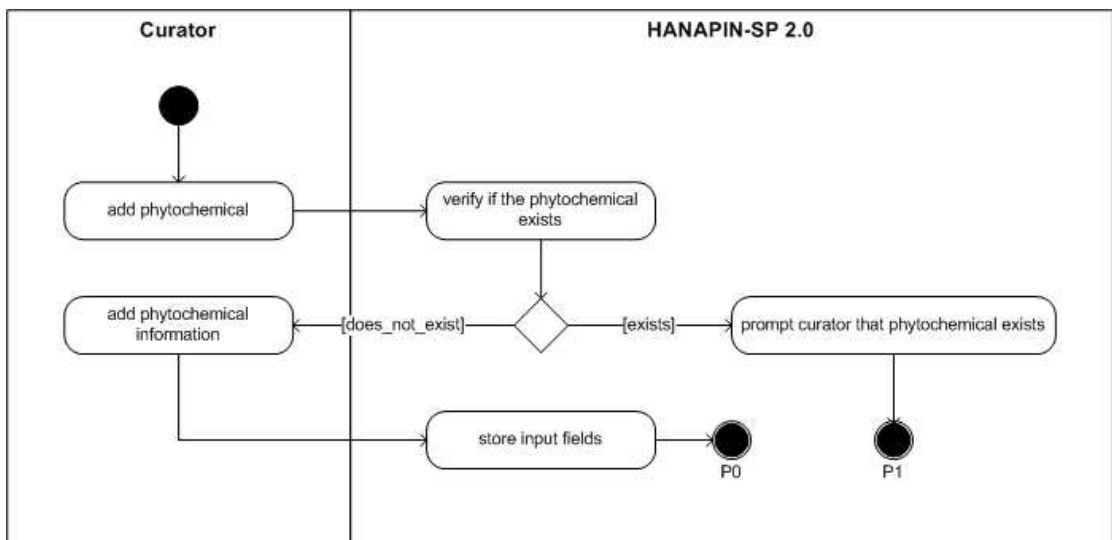 Curator
HANAPIN-SP 2.0
add phytochemical
verify if the phytochemical
exists
add phytochemical
information
[does_not_exist]
[exists]
prompt curator that phytochemical exists
store input fields
P0
P1